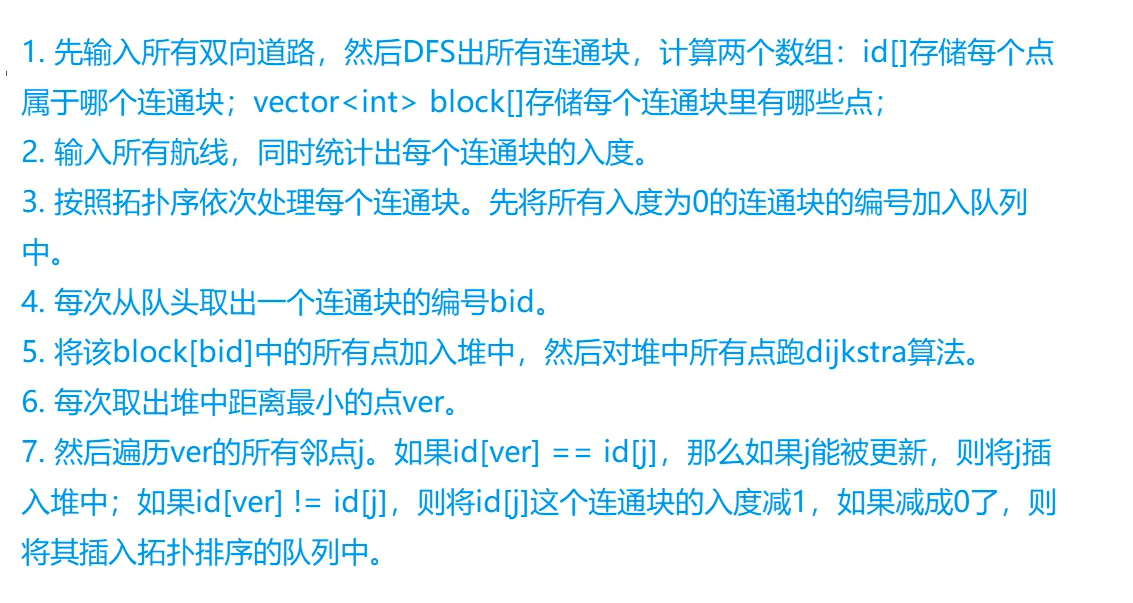 1. 先输入所有双向道路，然后DFS出所有连通块，计算两个数组：id[]存储每个点
属于哪个连通块；vector<int> block[]存储每个连通块里有哪些点；
2. 输入所有航线，同时统计出每个连通块的入度。
3. 按照拓扑序依次处理每个连通块。先将所有入度为0的连通块的编号加入队列
中。
4. 每次从队头取出一个连通块的编号bid。
5. 将该block[bid]中的所有点加入堆中，然后对堆中所有点跑dijkstra算法。
6. 每次取出堆中距离最小的点ver。
7. 然后遍历ver的所有邻点j。如果id[ver] == id[j]，那么如果j能被更新，则将j插
入堆中；如果id[ver] != id[j]，则将id[j]这个连通块的入度减1，如果减成0了，则
将其插入拓扑排序的队列中。